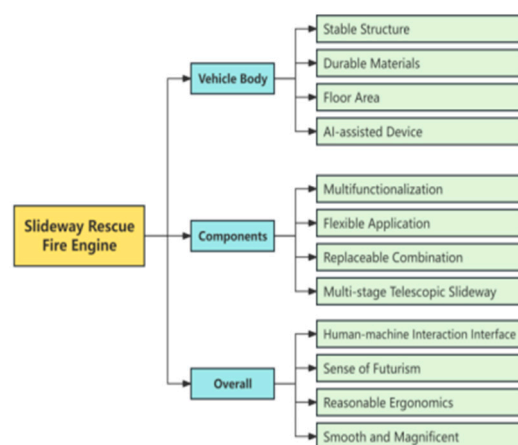 Slideway Rescue
Fire Engine
Vehicle Body
Stable Structure
Durable Materials
Floor Area
AI-assisted Device
Components
Multifunctionalization
Flexible Application
Replaceable Combination
Multi-stage Telescopic Slideway
Overall
Human-machine Interaction Interface
Sense of Futurism
Reasonable Ergonomics
Smooth and Magnificent